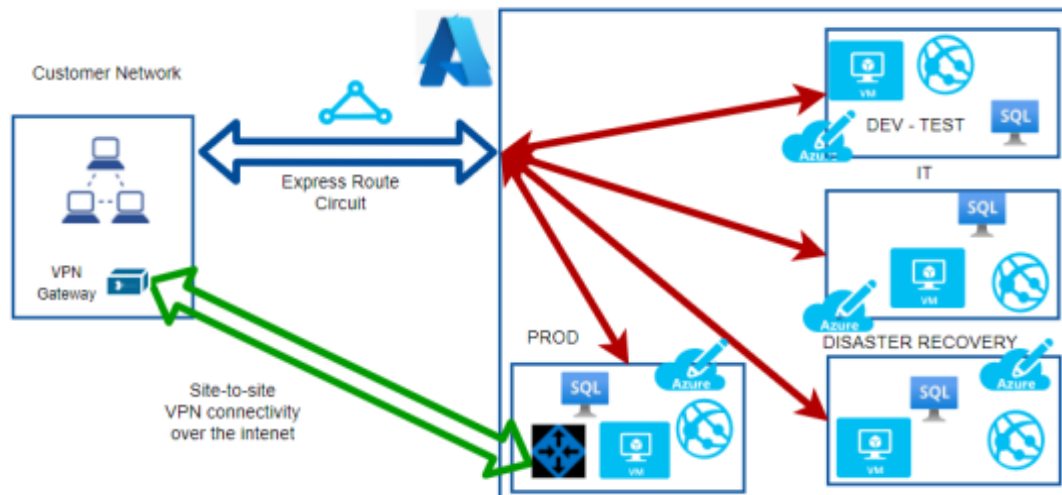 Customer Network
VPN
Gateway
Express Route
Circuit
Site-to-site
VPN connectivity
over the intenet
VM
DEV - TEST
SQL
Azure
IT
SQL
VM
Azure
DISASTER RECOVERY
SQL
Azure
VM
PROD
SQL
Azure
VM